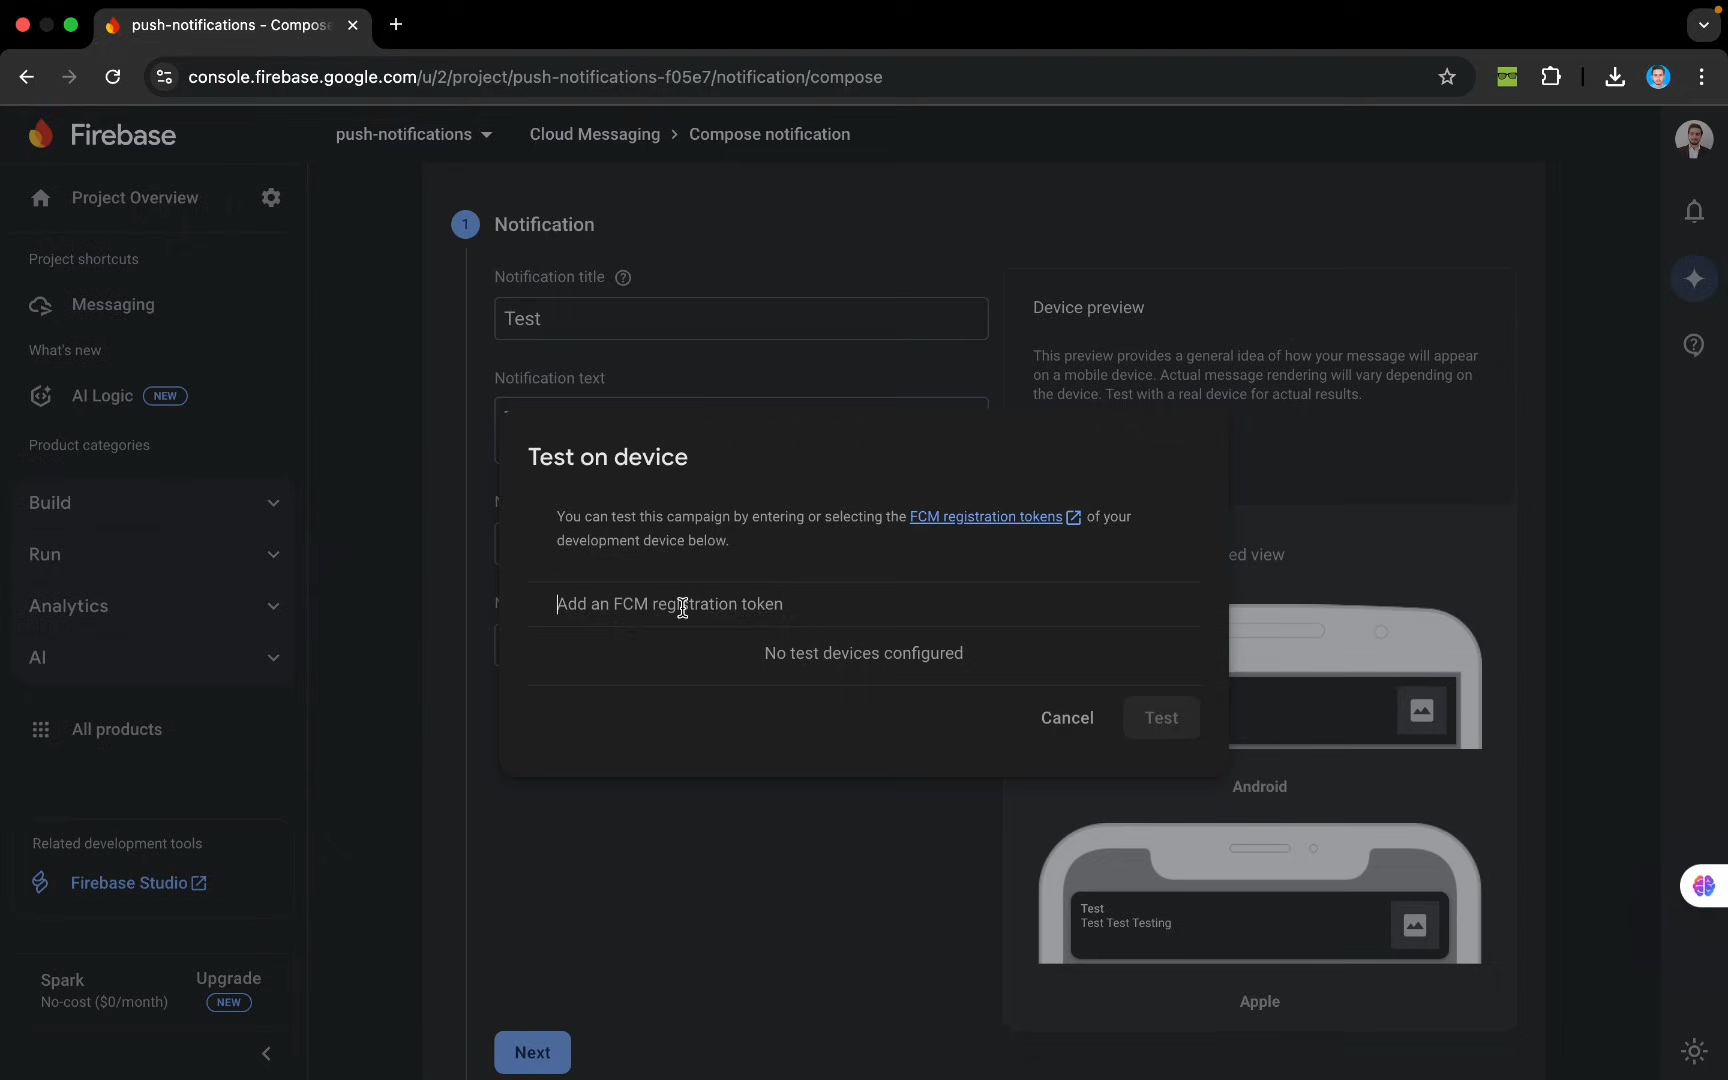 push-notifications - Compos
console.firebase.google.com/u/2/project/push-notifications-f05e7/notification/compose
Firebase
push-notifications
Cloud Messaging > Compose notification
Project Overview
Project shortcuts
Messaging
What's new
AI Logic NEW
Product categories
Build
Run
Analytics
AI
All products
Related development tools
Firebase Studio
Spark
No-cost ($0/month)
Upgrade
NEW
1 Notification
Notification title ?
Test
Notification text
Device preview
This preview provides a general idea of how your message will appear
on a mobile device. Actual message rendering will vary depending on
the device. Test with a real device for actual results.
Test on device
You can test this campaign by entering or selecting the FCM registration tokens of your
development device below.
Add an FCM registration token
No test devices configured
Cancel
Test
ed view
Android
Test
Test Test Testing
Apple
Next